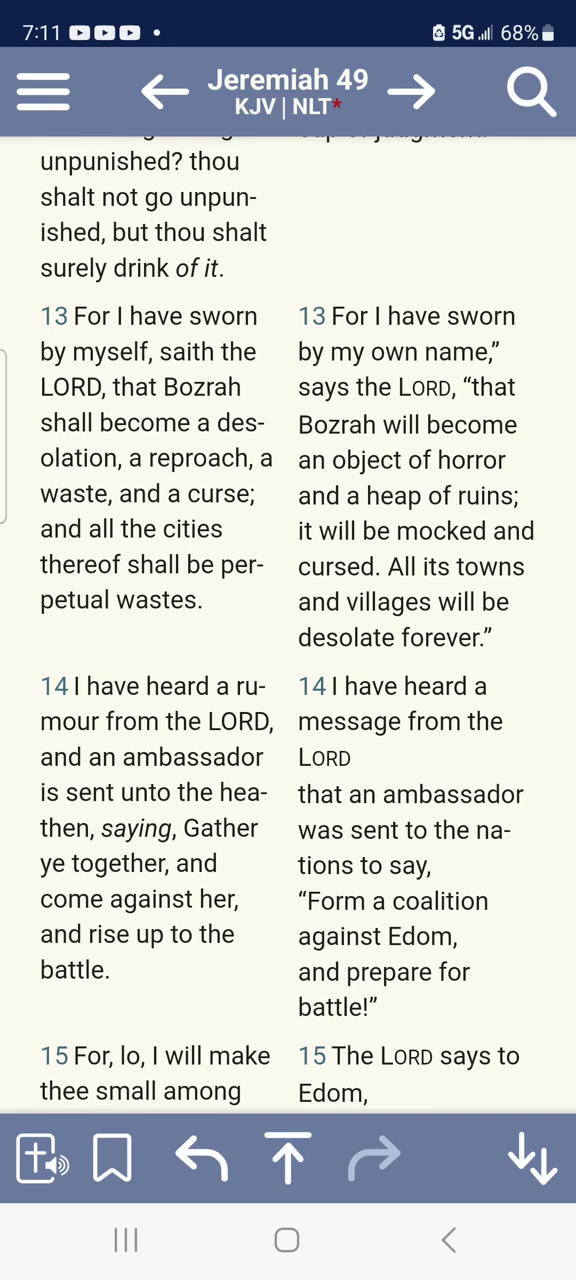 7:11
5G 68%
Jeremiah 49
KJV | NLT*
unpunished? thou
shalt not go unpun-
ished, but thou shalt
surely drink of it.
13 For I have sworn
by myself, saith the
LORD, that Bozrah
shall become a des-
olation, a reproach, a
waste, and a curse;
and all the cities
thereof shall be per-
petual wastes.
13 For I have sworn
by my own name,”
says the LORD, “that
Bozrah will become
an object of horror
and a heap of ruins;
it will be mocked and
cursed. All its towns
and villages will be
desolate forever.”
14 I have heard a ru-
mour from the LORD,
and an ambassador
is sent unto the hea-
then, saying, Gather
ye together, and
come against her,
and rise up to the
battle.
14 I have heard a
message from the
LORD
that an ambassador
was sent to the na-
tions to say,
“Form a coalition
against Edom,
and prepare for
battle!”
15 For, lo, I will make
thee small among
15 The LORD says to
Edom,